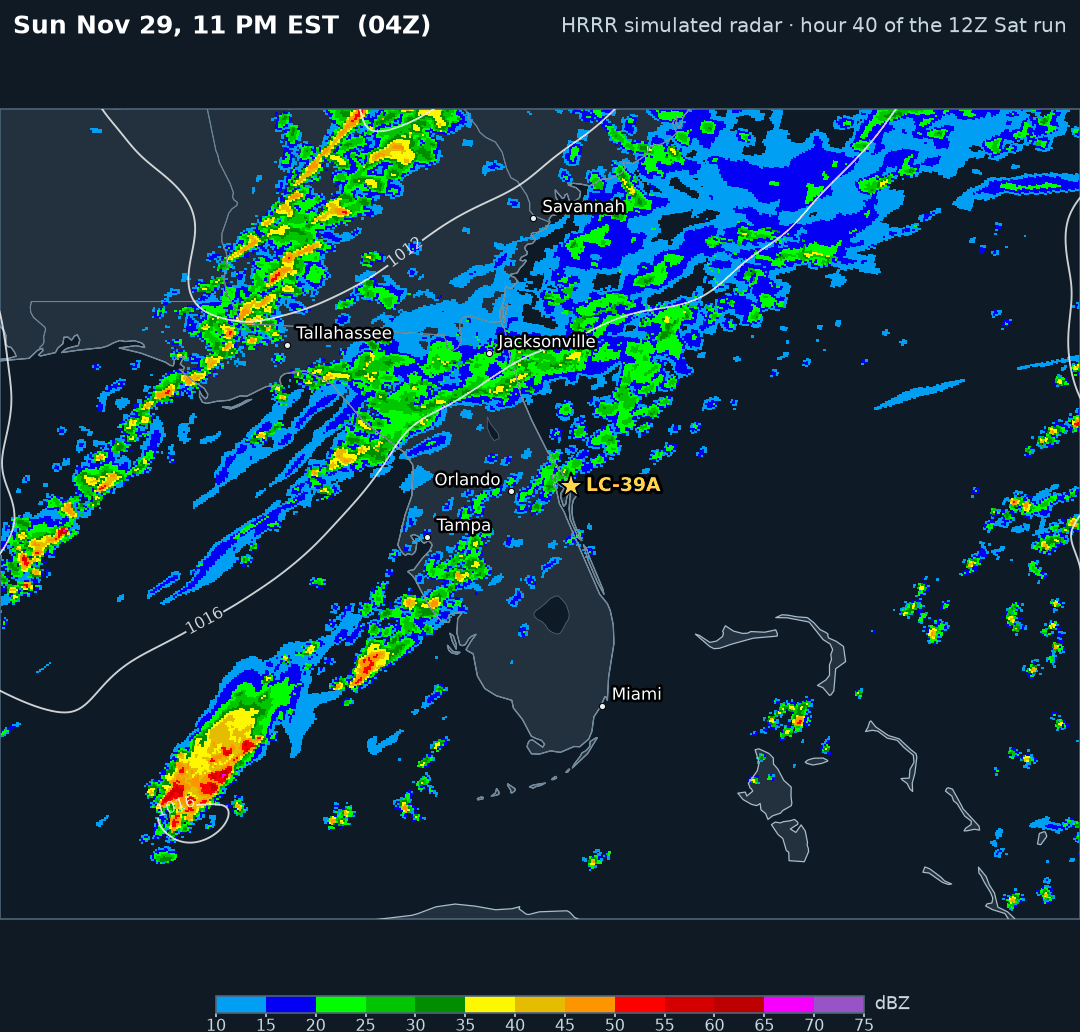 Sun Nov 29, 11 PM EST (04Z)
HRRR simulated radar · hour 40 of the 12Z Sat run
Savannah
1012
Tallahassee
Jacksonville
Orlando
LC-39A
Tampa
1016
Miami
1016
dBZ
10 15 20 25 30 35 40 45 50 55 60 65 70 75